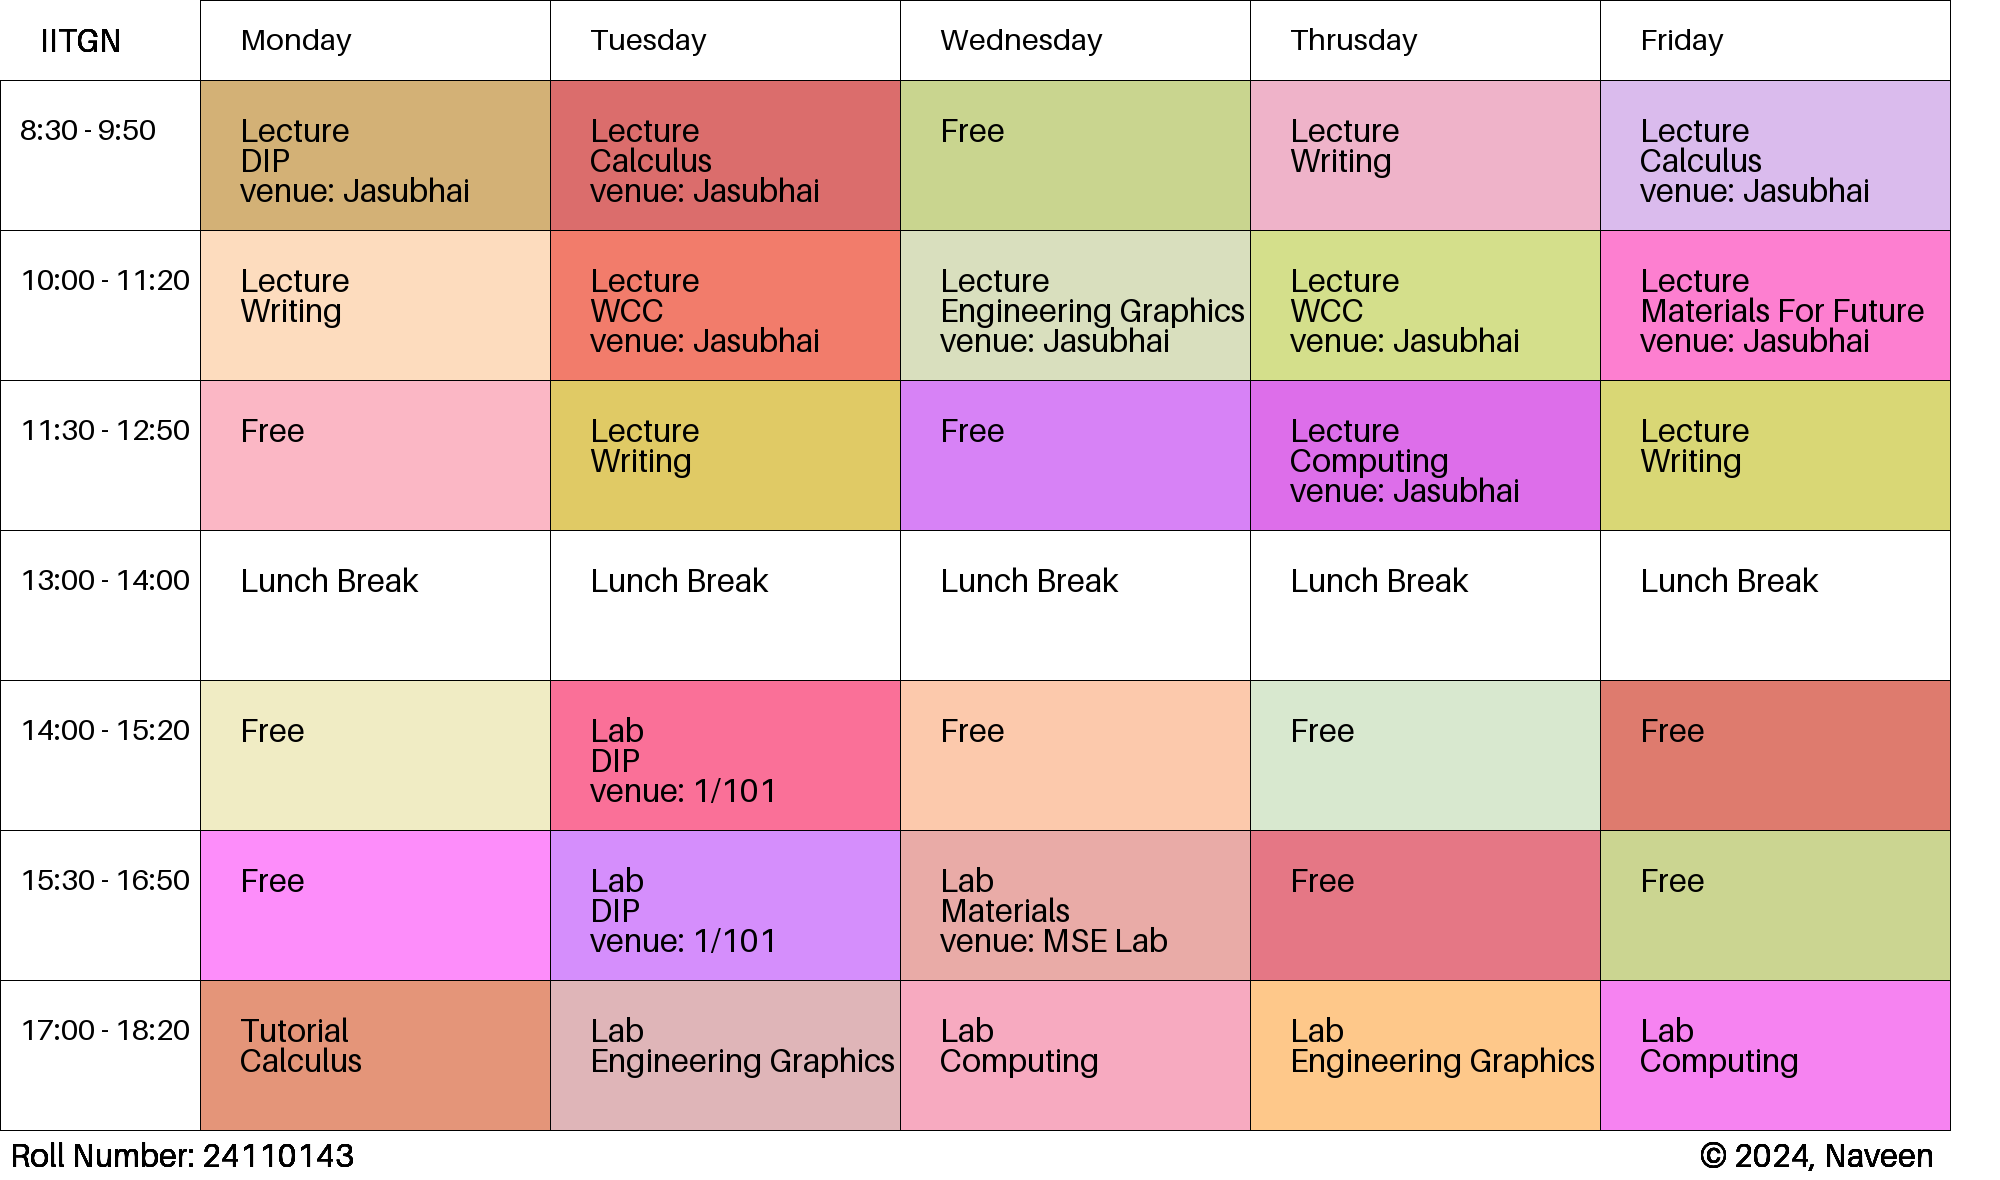 IITGN Monday Tuesday Wednesday Thrusday Friday
8:30 - 9:50
Lecture
DIP
venue: Jasubhai
Lecture
Calculus
venue: Jasubhai
Free
Lecture
Writing
Lecture
Calculus
venue: Jasubhai
10:00 - 11:20
Lecture
Writing
Lecture
WCC
venue: Jasubhai
Lecture
Engineering Graphics
venue: Jasubhai
Lecture
WCC
venue: Jasubhai
Lecture
Materials For Future
venue: Jasubhai
11:30 - 12:50
Free
Lecture
Writing
Free
Lecture
Computing
venue: Jasubhai
Lecture
Writing
13:00 - 14:00
Lunch Break
Lunch Break
Lunch Break
Lunch Break
Lunch Break
14:00 - 15:20
Free
Lab
DIP
venue: 1/101
Free
Free
Free
15:30 - 16:50
Free
Lab
DIP
venue: 1/101
Lab
Materials
venue: MSE Lab
Free
Free
17:00 - 18:20
Tutorial
Calculus
Lab
Engineering Graphics
Lab
Computing
Lab
Engineering Graphics
Lab
Computing
Roll Number: 24110143
© 2024, Naveen